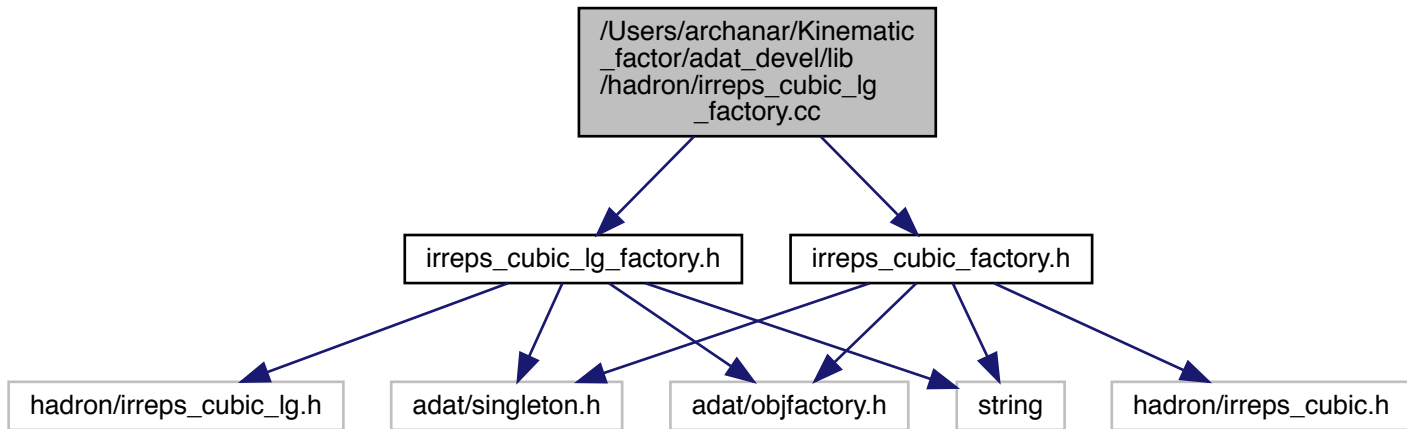 /Users/archanar/Kinematic
_factor/adat_devel/lib
/hadron/irreps_cubic_lg
_factory.cc
irreps_cubic_lg_factory.h
irreps_cubic_factory.h
hadron/irreps_cubic_lg.h
adat/singleton.h
adat/objfactory.h
string
hadron/irreps_cubic.h